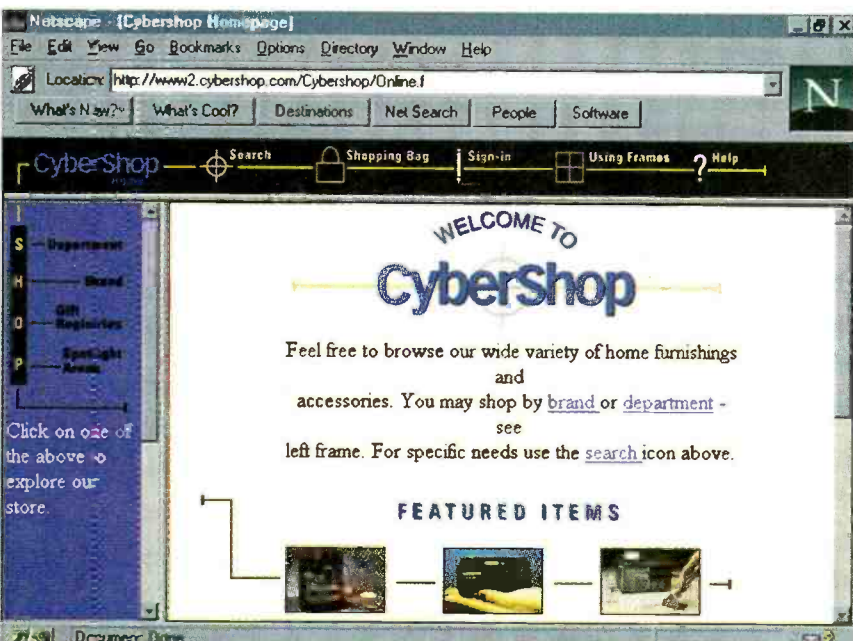 Netscape - [Cybershop Homepage]
File Edit View Go Bookmarks Options Directory Window Help
Location: http://www2.cybershop.com/Cybershop/Online.f
What's New? What's Cool? Destinations Net Search People Software
N
CyberShop Search Shopping Bag Sign-in Using Frames ? Help
S Department
H Brand
O Gift Registries
P Spotlight Areas
Click on one of
the above to
explore our
store.
WELCOME TO
CyberShop
Feel free to browse our wide variety of home furnishings
and
accessories. You may shop by brand or department -
see
left frame. For specific needs use the search icon above.
FEATURED ITEMS
Document: Done